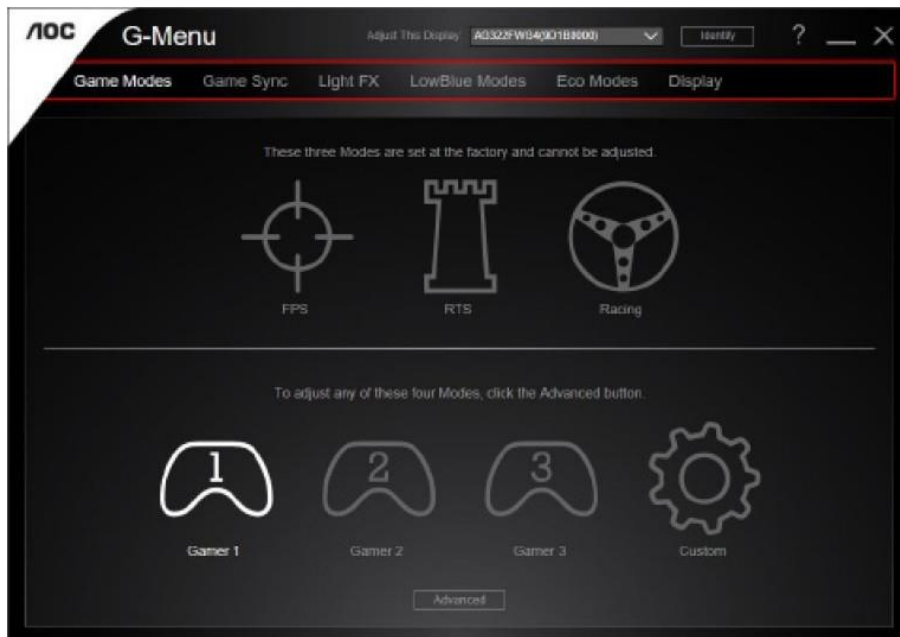 AOC
G-Menu
Adjust This Display
Identify
?
Game Modes Game Sync Light FX LowBlue Modes Eco Modes Display
These three Modes are set at the factory and cannot be adjusted.
FPS RTS Racing
To adjust any of these four Modes, click the Advanced button.
1 2 3
Gamer 1 Gamer 2 Gamer 3 Custom
Advanced